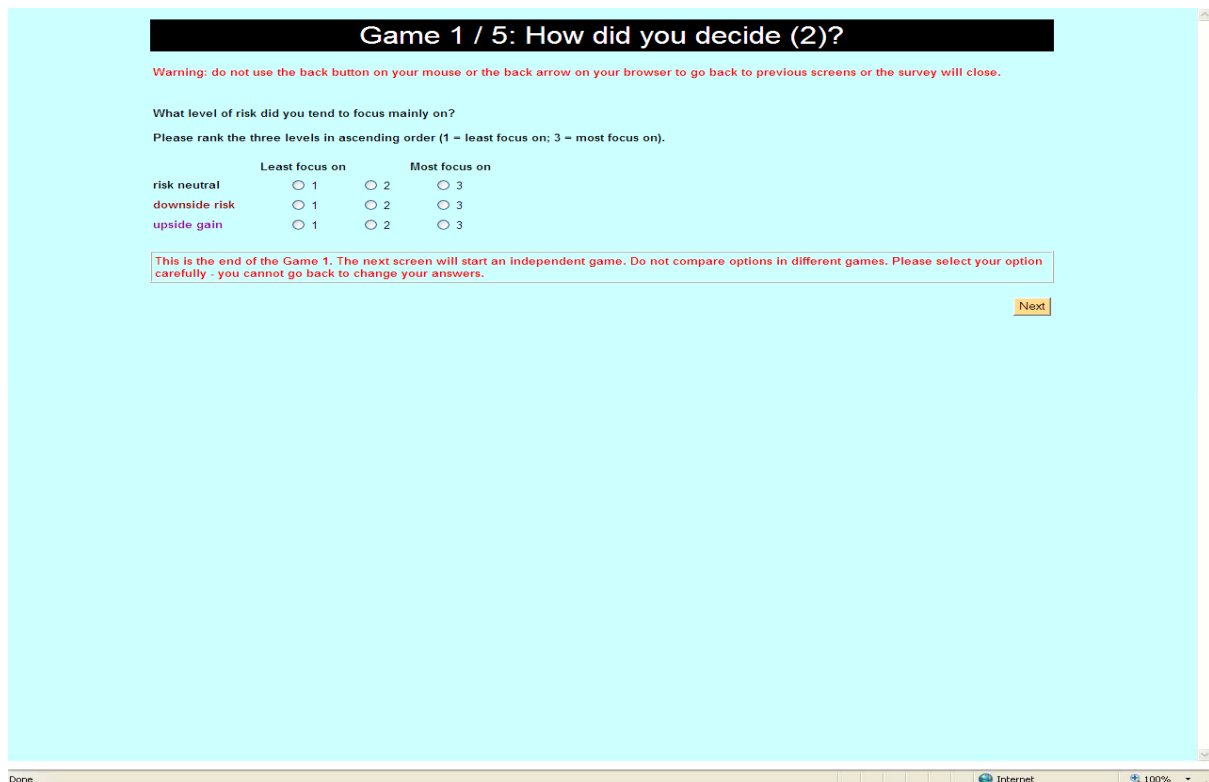 Game 1 / 5: How did you decide (2)?
Warning: do not use the back button on your mouse or the back arrow on your browser to go back to previous screens or the survey will close.
What level of risk did you tend to focus mainly on?
Please rank the three levels in ascending order (1 = least focus on; 3 = most focus on).
Least focus on Most focus on
risk neutral 1 2 3
downside risk 1 2 3
upside gain 1 2 3
This is the end of the Game 1. The next screen will start an independent game. Do not compare options in different games. Please select your option
carefully - you cannot go back to change your answers.
Next
Done Internet 100%